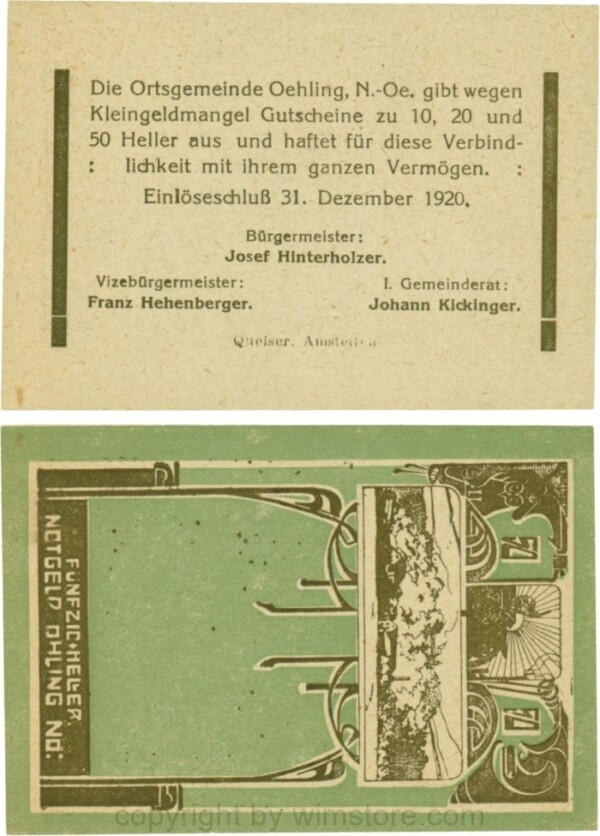 Die Ortsgemeinde Oehling, N.-Oe. gibt wegen
Kleingeldmangel Gutscheine zu 10, 20 und
50 Heller aus und haftet für diese Verbind-
: lichkeit mit ihrem ganzen Vermögen. :
Einlöseschluß 31. Dezember 1920.
Bürgermeister:
Josef Hinterholzer.
Vizebürgermeister: I. Gemeinderat:
Franz Hehenberger. Johann Kickinger.
Queiser, Amstetten
FÜNFZIG·HELLER
NOTGELD ÖHLING NÖ:
copyright by wimstore.com